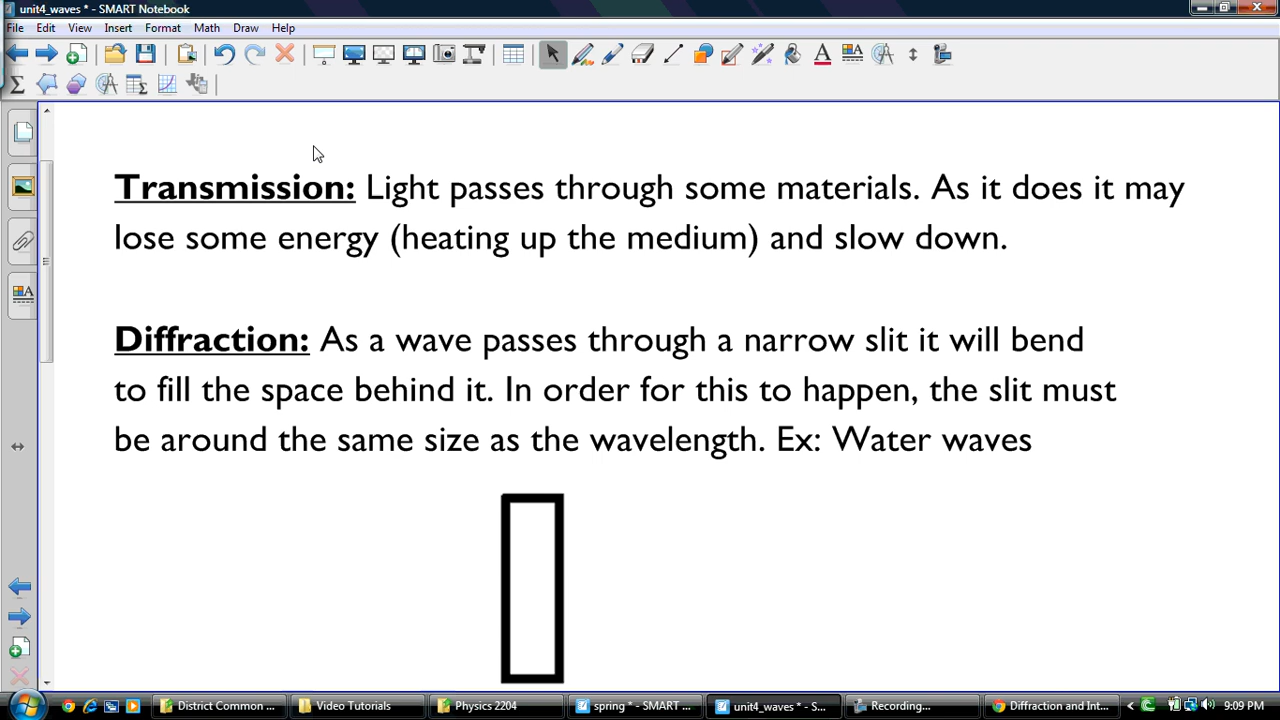 unit4_waves * - SMART Notebook
File Edit View Insert Format Math Draw Help
Transmission: Light passes through some materials. As it does it may
lose some energy (heating up the medium) and slow down.
Diffraction: As a wave passes through a narrow slit it will bend
to fill the space behind it. In order for this to happen, the slit must
be around the same size as the wavelength. Ex: Water waves
District Common ... Video Tutorials Physics 2204 spring * - SMART ... unit4_waves * - S... Recording... Diffraction and Int... 9:09 PM